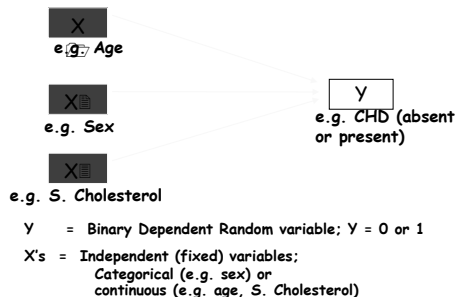 X
e.g. Age
X
e.g. Sex
X
e.g. S. Cholesterol
Y
e.g. CHD (absent
or present)
Y = Binary Dependent Random variable; Y = 0 or 1
X's = Independent (fixed) variables;
Categorical (e.g. sex) or
continuous (e.g. age, S. Cholesterol)